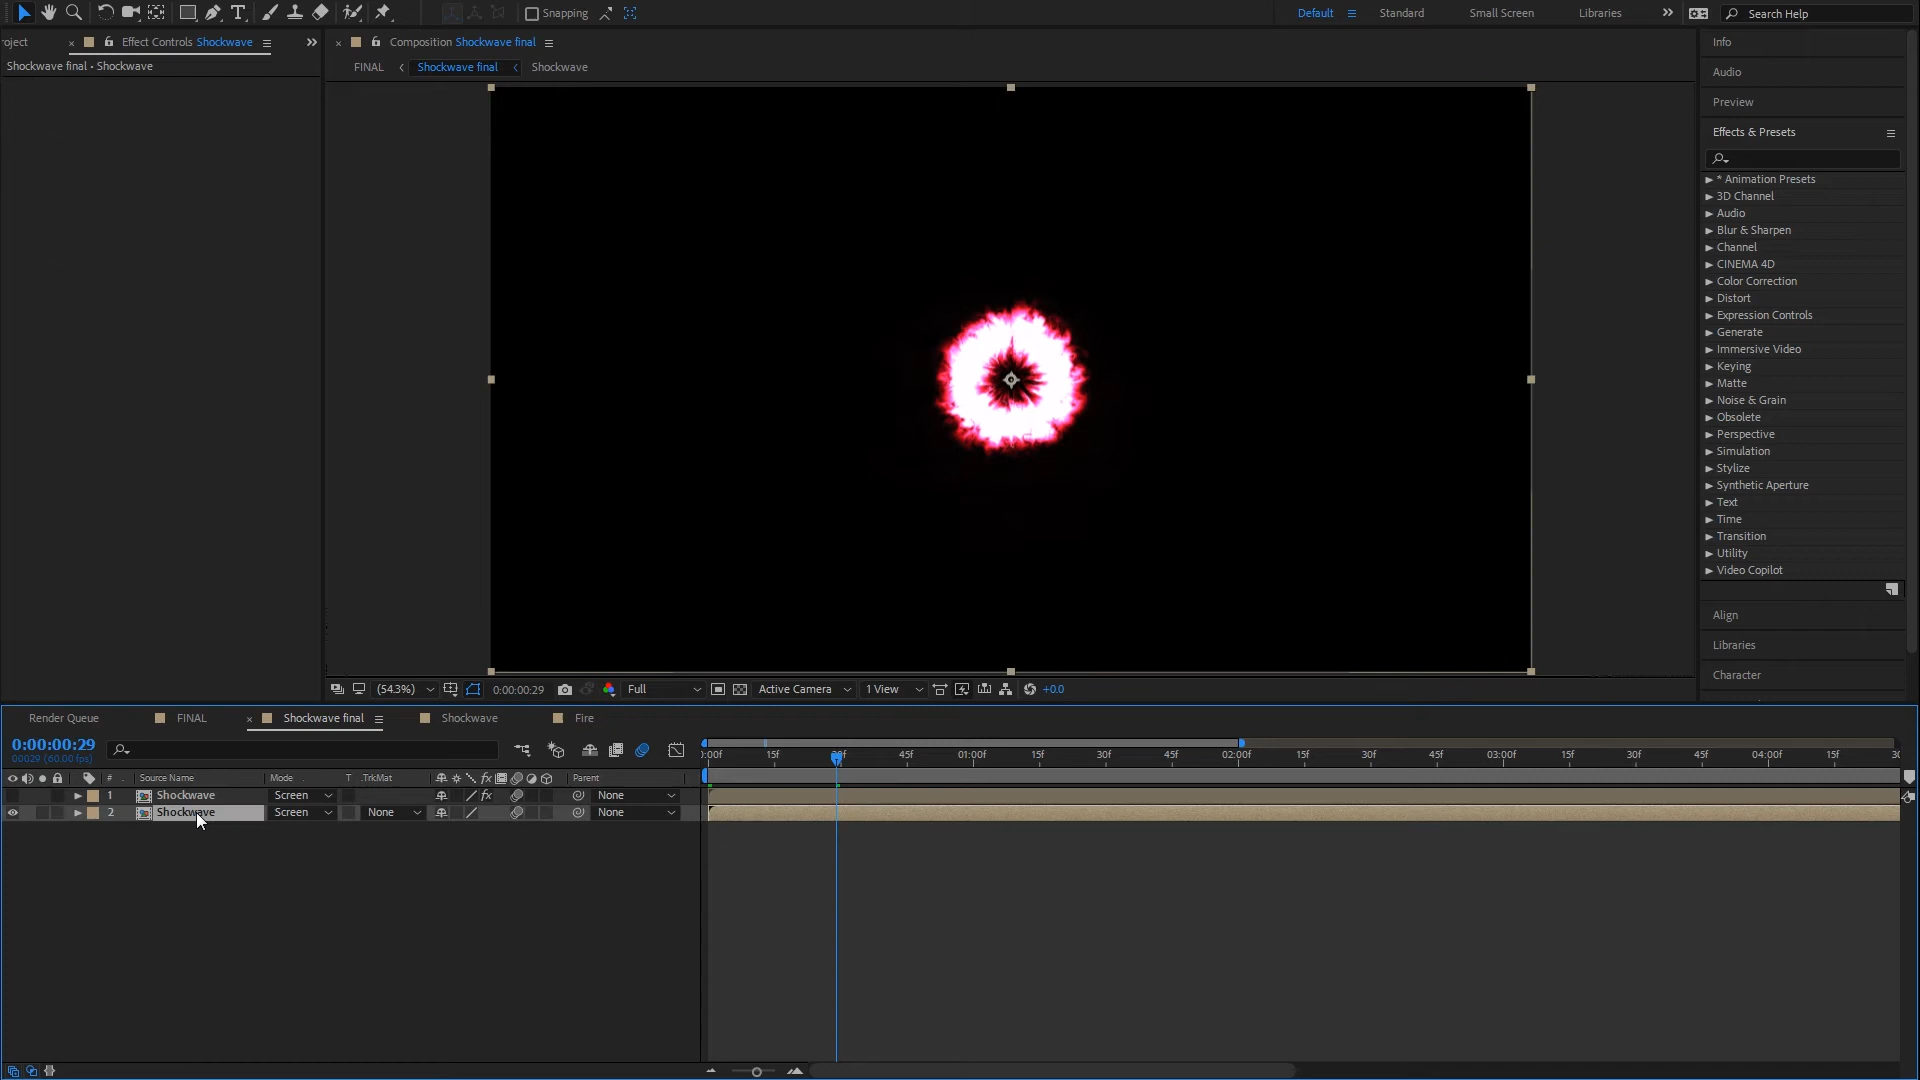 Snapping
Default
Standard
Small Screen
Libraries
Search Help
oject
Effect Controls Shockwave
Composition Shockwave final
Info
Shockwave final • Shockwave
FINAL
Shockwave final
Shockwave
Audio
Preview
Effects & Presets
* Animation Presets
3D Channel
Audio
Blur & Sharpen
Channel
CINEMA 4D
Color Correction
Distort
Expression Controls
Generate
Immersive Video
Keying
Matte
Noise & Grain
Obsolete
Perspective
Simulation
Stylize
Synthetic Aperture
Text
Time
Transition
Utility
Video Copilot
Align
Libraries
Character
(54.3%)
0:00:00:29
Full
Active Camera
1 View
+0.0
Render Queue
FINAL
Shockwave final
Shockwave
Fire
0:00:00:29
00029 (60.00 fps)
):00f 15f 45f 01:00f 15f 30f 45f 02:00f 15f 30f 45f 03:00f 15f 30f 45f 04:00f 15f
# Source Name Mode T .TrkMat fx Parent
1 Shockwave Screen fx None
2 Shockwave Screen None None